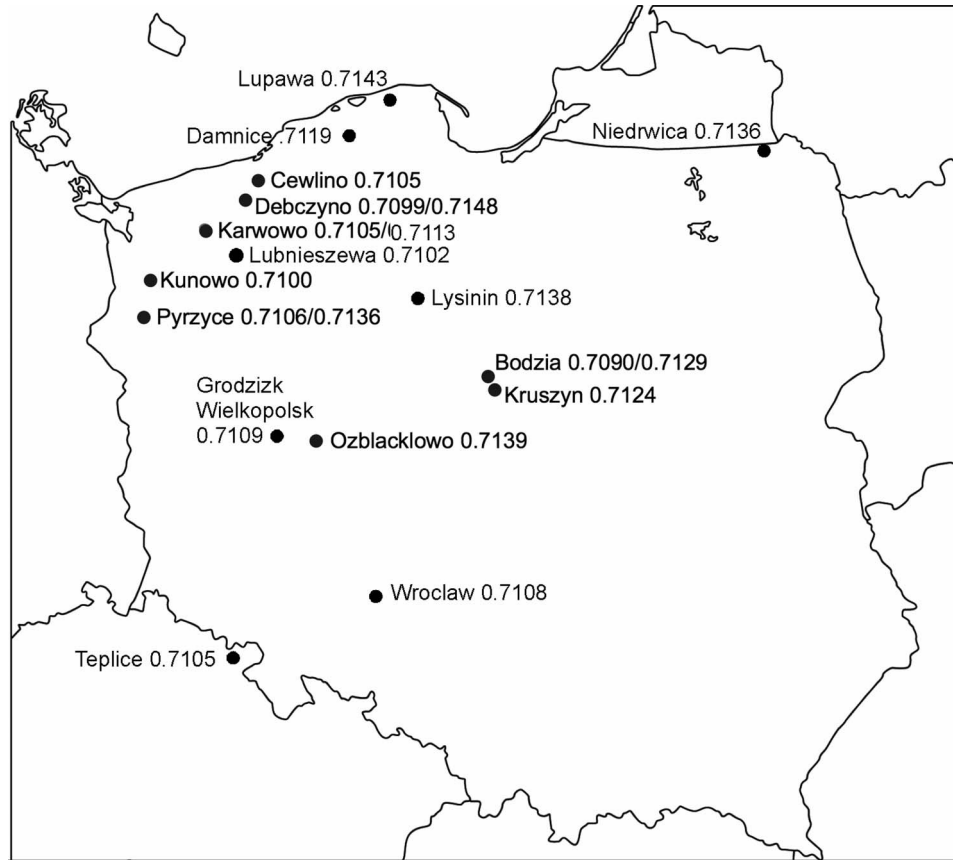 Lupawa 0.7143
Damnice .7119
Niedrwica 0.7136
Cewlino 0.7105
Debczyno 0.7099/0.7148
Karwowo 0.7105/0.7113
Lubnieszewa 0.7102
Kunowo 0.7100
Lysinin 0.7138
Pyrzyce 0.7106/0.7136
Bodzia 0.7090/0.7129
Kruszyn 0.7124
Grodzizk
Wielkopolsk
0.7109
Ozblacklowo 0.7139
Wroclaw 0.7108
Teplice 0.7105